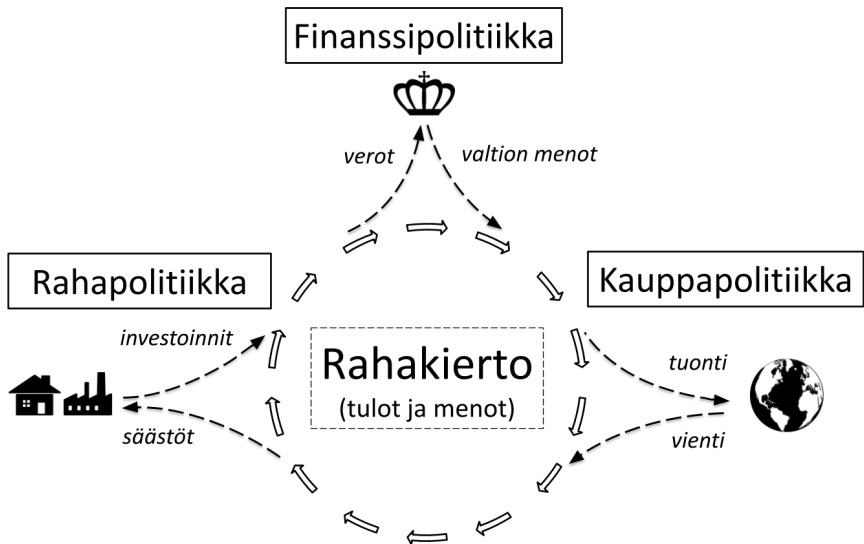 Finanssipolitiikka
verot
valtion menot
Rahapolitiikka
Kauppapolitiikka
investoinnit
Rahakierto
(tulot ja menot)
tuonti
säästöt
vienti